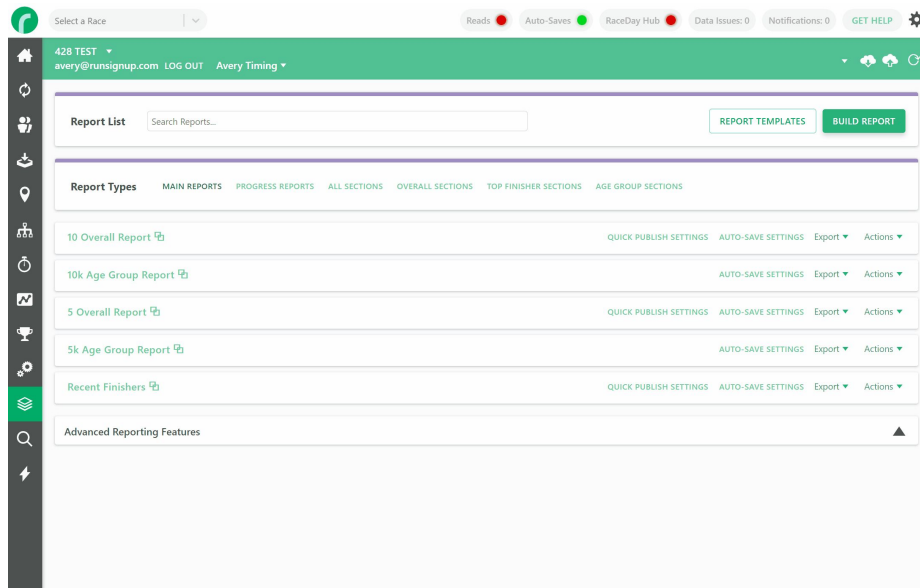 Select a Race
Reads
Auto-Saves
RaceDay Hub
Data Issues: 0
Notifications: 0
GET HELP
428 TEST
avery@runsignup.com LOG OUT Avery Timing
Report List
Search Reports...
REPORT TEMPLATES
BUILD REPORT
Report Types
MAIN REPORTS
PROGRESS REPORTS
ALL SECTIONS
OVERALL SECTIONS
TOP FINISHER SECTIONS
AGE GROUP SECTIONS
10 Overall Report
QUICK PUBLISH SETTINGS AUTO-SAVE SETTINGS Export Actions
10k Age Group Report
AUTO-SAVE SETTINGS Export Actions
5 Overall Report
QUICK PUBLISH SETTINGS AUTO-SAVE SETTINGS Export Actions
5k Age Group Report
AUTO-SAVE SETTINGS Export Actions
Recent Finishers
QUICK PUBLISH SETTINGS AUTO-SAVE SETTINGS Export Actions
Advanced Reporting Features